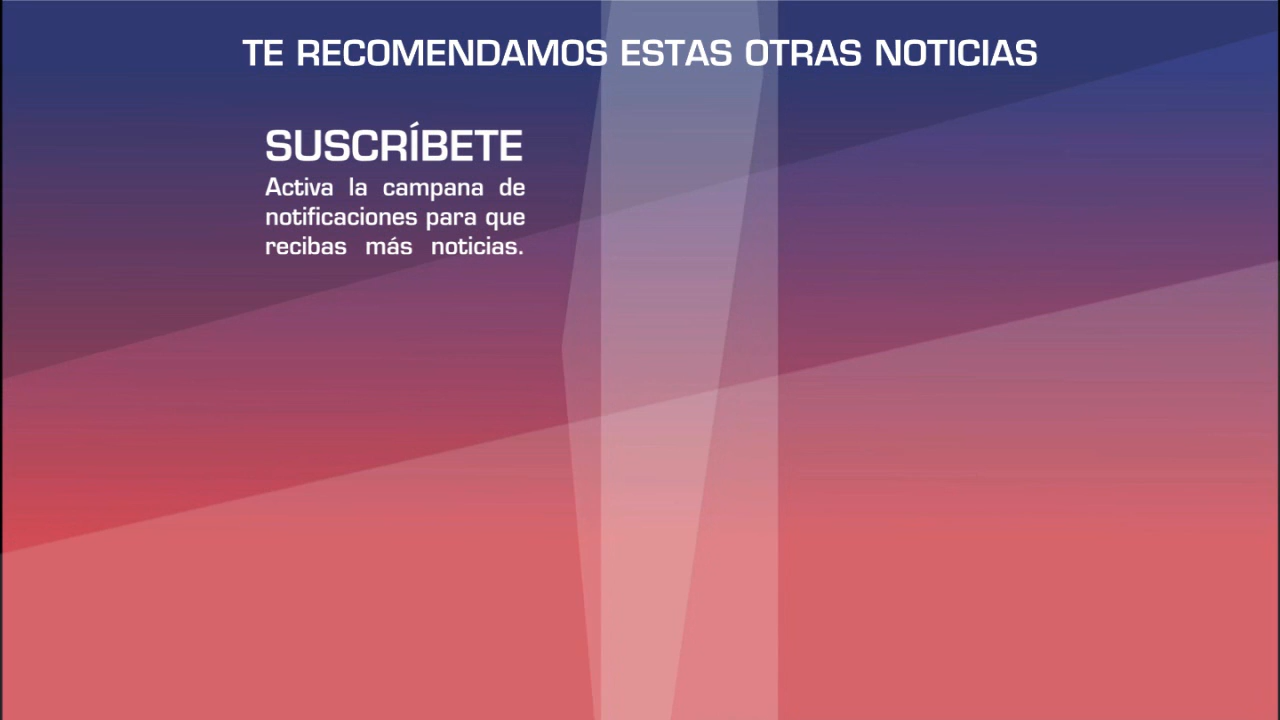 TE RECOMENDAMOS ESTAS OTRAS NOTICIAS
SUSCRÍBETE
Activa la campana de
notificaciones para que
recibas más noticias.